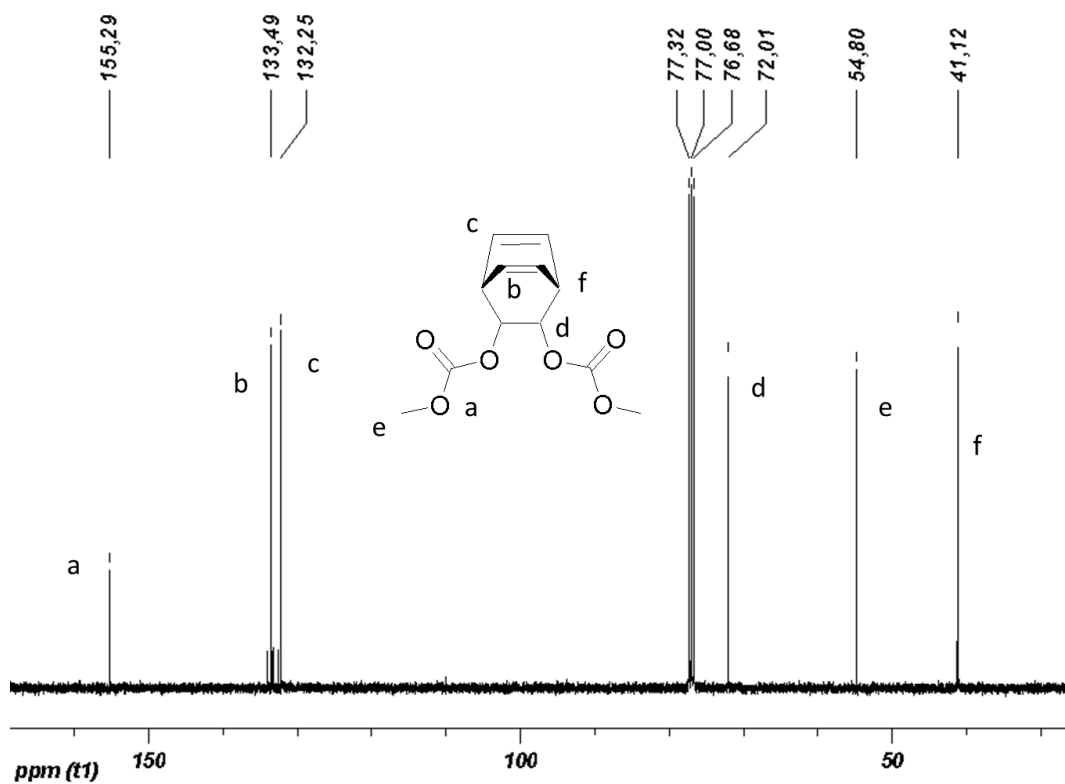 155,29
133,49
132,25
77,32
77,00
76,68
72,01
54,80
41,12
c
b
f
d
O
O
O
O
O
a
O
e
b
c
d
e
f
a
ppm (t1)
150
100
50